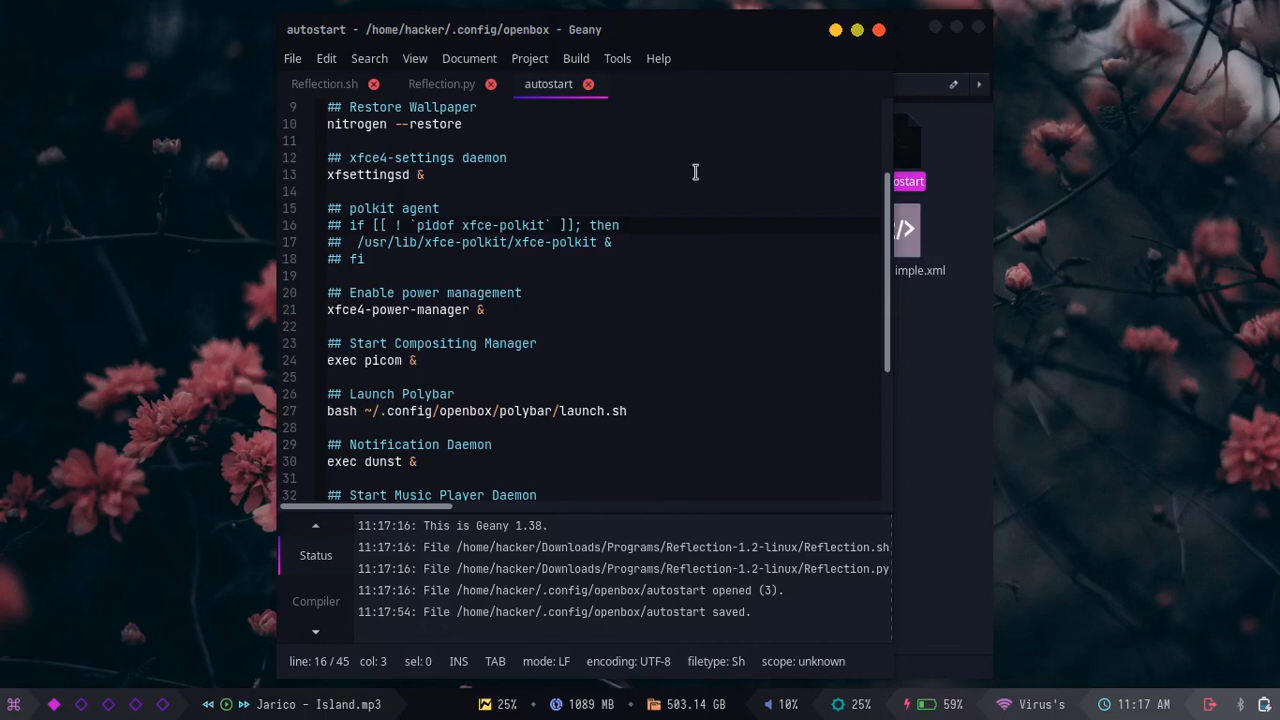 autostart - /home/hacker/.config/openbox - Geany
File Edit Search View Document Project Build Tools Help
Reflection.sh Reflection.py autostart
9 ## Restore Wallpaper
10 nitrogen --restore
11
12 ## xfce4-settings daemon
13 xfsettingsd &
14
15 ## polkit agent
16 ## if [[ ! `pidof xfce-polkit` ]]; then
17 ##  /usr/lib/xfce-polkit/xfce-polkit &
18 ## fi
19
20 ## Enable power management
21 xfce4-power-manager &
22
23 ## Start Compositing Manager
24 exec picom &
25
26 ## Launch Polybar
27 bash ~/.config/openbox/polybar/launch.sh
28
29 ## Notification Daemon
30 exec dunst &
31
32 ## Start Music Player Daemon
ostart
imple.xml
Status
Compiler
11:17:16: This is Geany 1.38.
11:17:16: File /home/hacker/Downloads/Programs/Reflection-1.2-linux/Reflection.sh
11:17:16: File /home/hacker/Downloads/Programs/Reflection-1.2-linux/Reflection.py
11:17:16: File /home/hacker/.config/openbox/autostart opened (3).
11:17:54: File /home/hacker/.config/openbox/autostart saved.
line: 16 / 45 col: 3 sel: 0 INS TAB mode: LF encoding: UTF-8 filetype: Sh scope: unknown
Jarico - Island.mp3 25% 1089 MB 503.14 GB 10% 25% 59% Virus's 11:17 AM